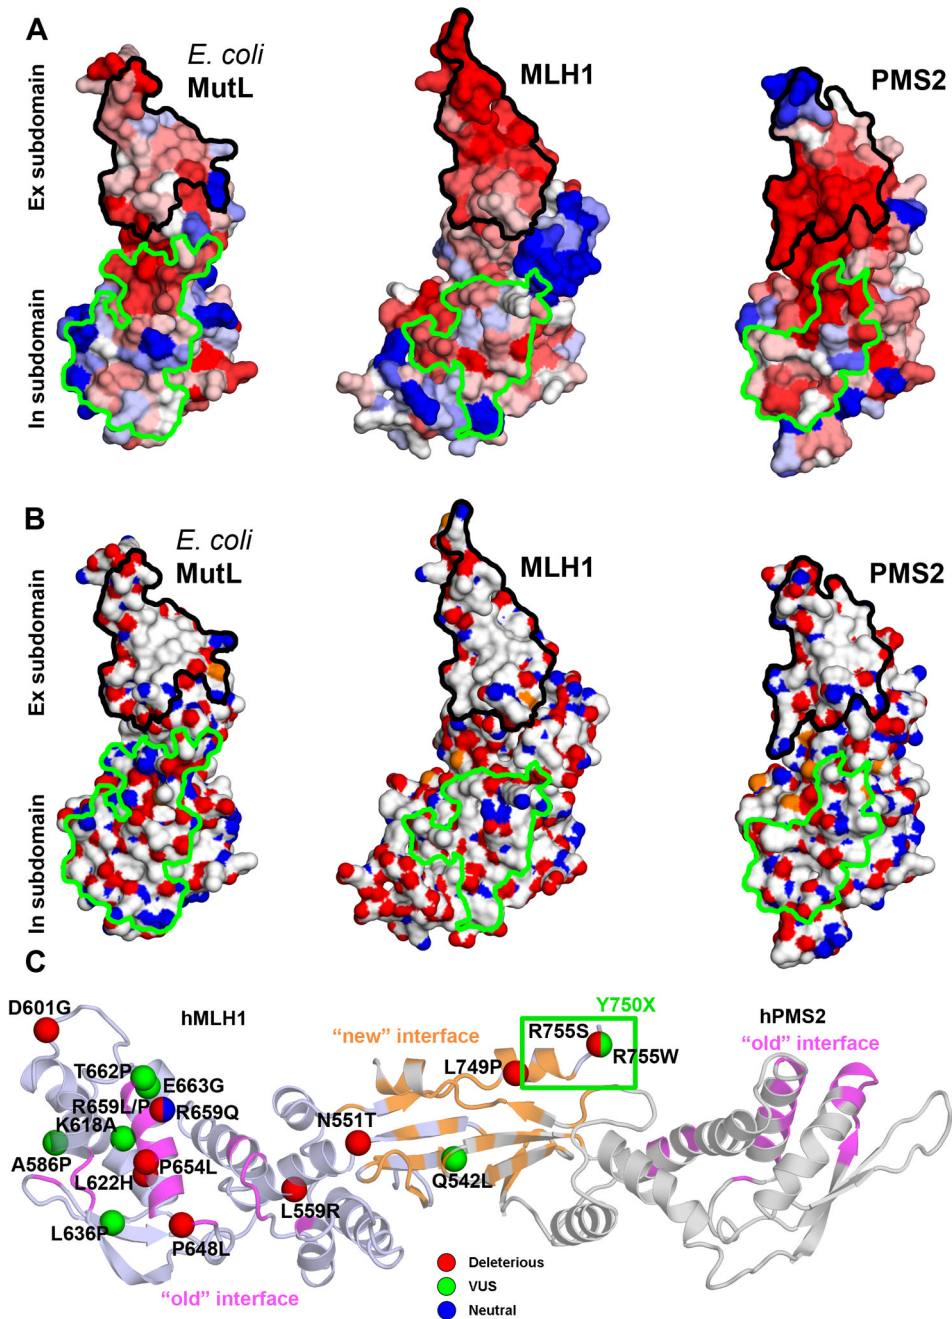 A
E. coli
MutL
MLH1
PMS2
Ex subdomain
In subdomain
B
E. coli
MutL
MLH1
PMS2
Ex subdomain
In subdomain
C
D601G
hMLH1
Y750X
hPMS2
“new” interface
R755S
“old” interface
R755W
L749P
T662P
E663G
R659L/P
R659Q
N551T
K618A
A586P
P654L
L622H
Q542L
L559R
L636P
P648L
“old” interface
Deleterious
VUS
Neutral